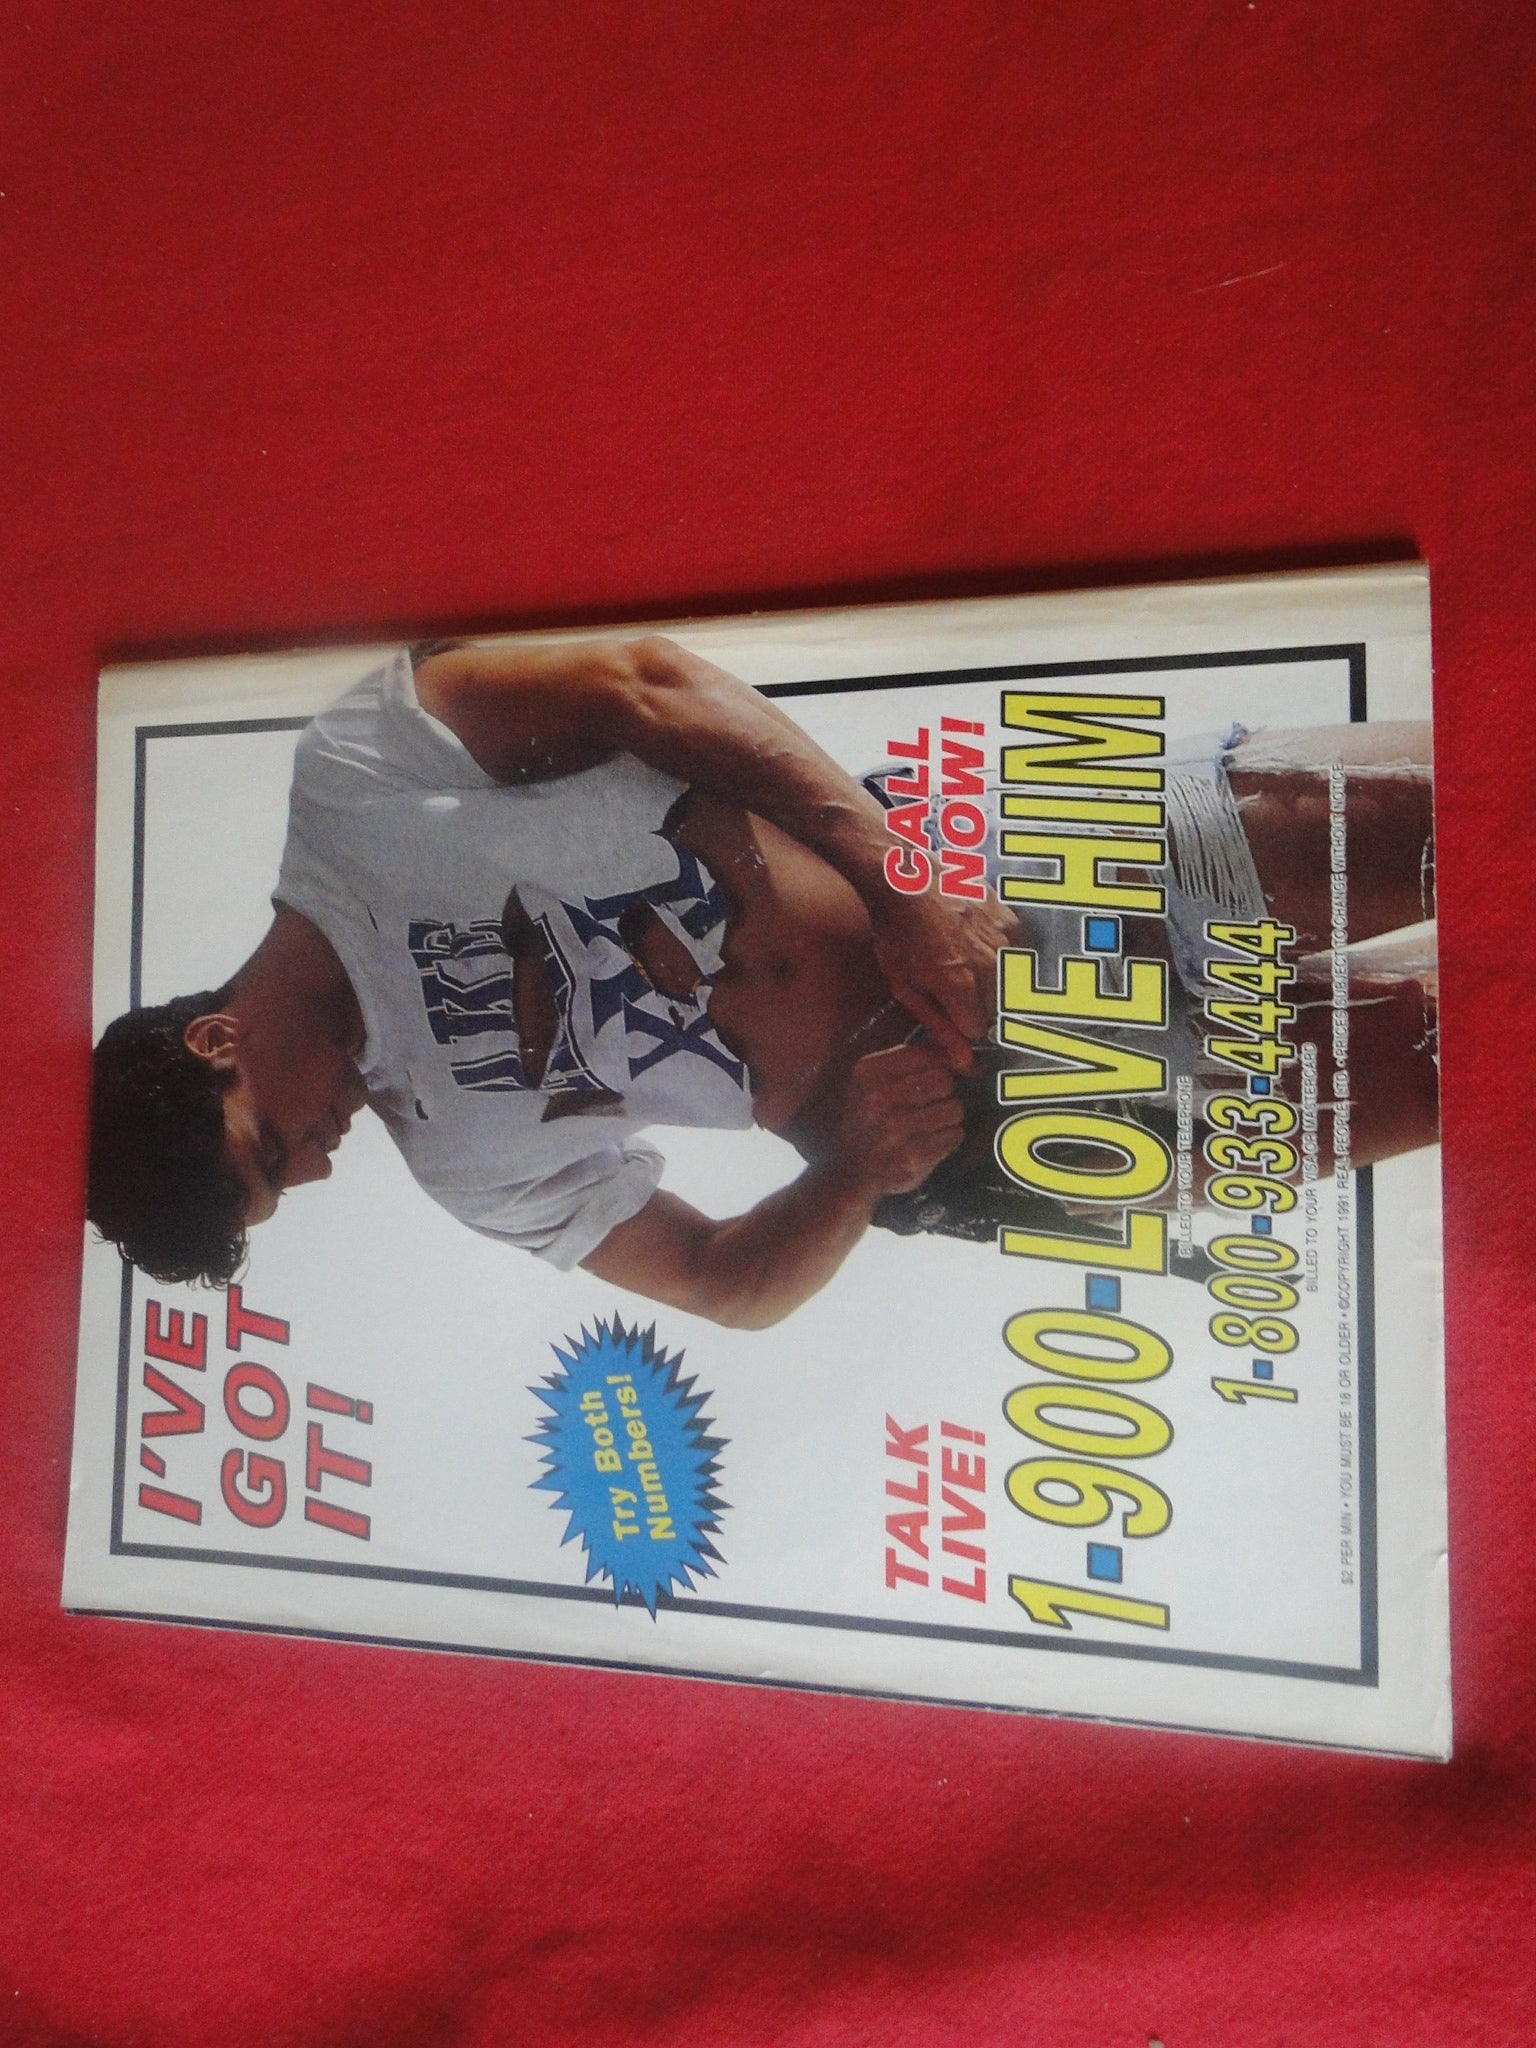 I'VE
GOT
IT!
NIKE
XXL
Try Both
Numbers!
TALK
LIVE!
CALL
NOW!
1-900-LOVE-HIM
BILLED TO YOUR TELEPHONE
1-800-933-4444
BILLED TO YOUR VISA OR MASTERCARD
$2 PER MIN • YOU MUST BE 18 OR OLDER • ©COPYRIGHT 1991 REAL PEOPLE, LTD. • PRICES SUBJECT TO CHANGE WITHOUT NOTICE